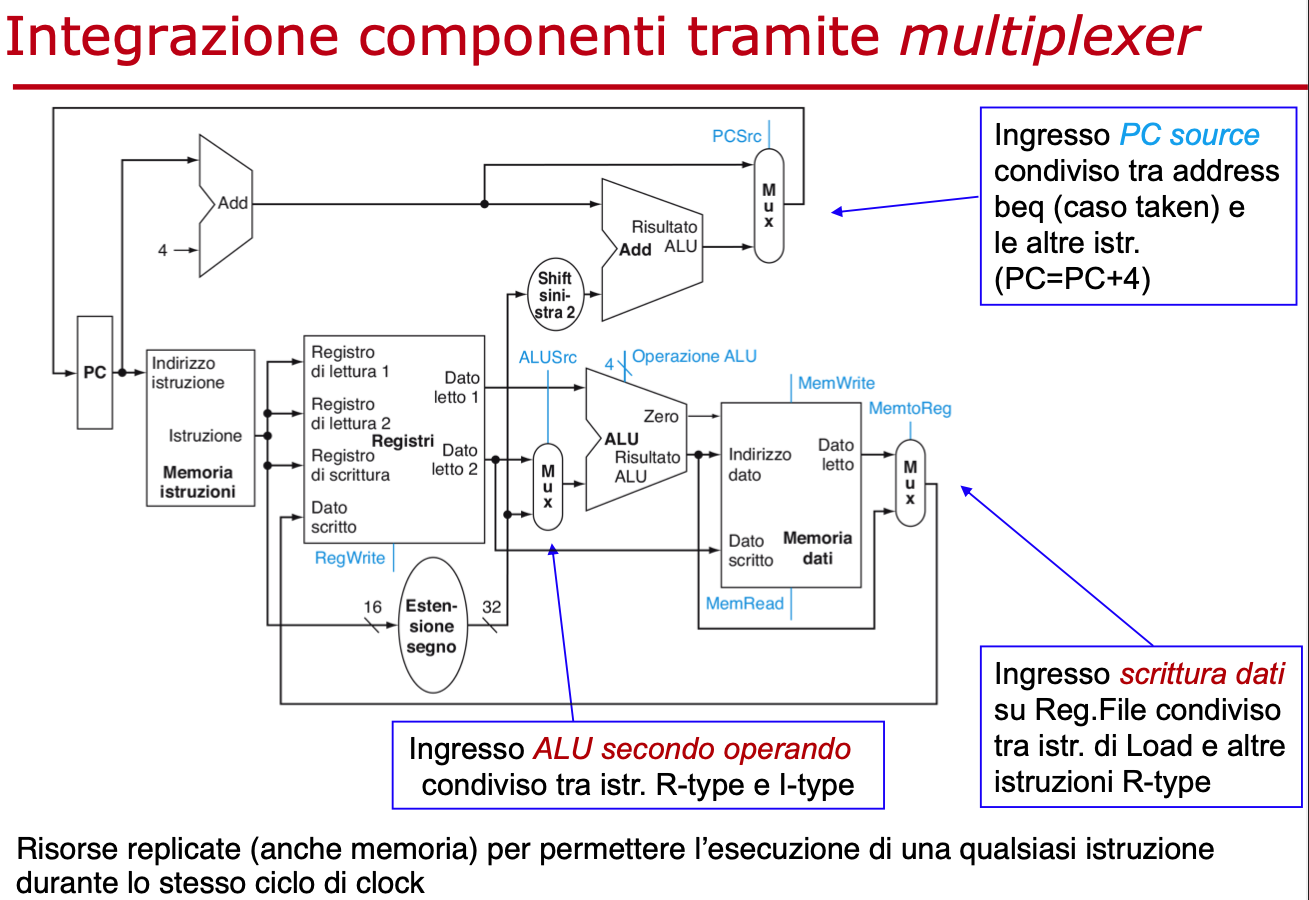 Integrazione componenti tramite multiplexer
PCSrc
Ingresso PC source
condiviso tra address
beq (caso taken) e
le altre istr.
(PC=PC+4)
Add
4
M
u
x
Risultato
Add ALU
Shift
sini-
stra 2
PC
Indirizzo
istruzione
Istruzione
Memoria
istruzioni
Registro
di lettura 1
Registro
di lettura 2
Registri
Registro
di scrittura
Dato
scritto
Dato
letto 1
Dato
letto 2
RegWrite
ALUSrc
M
u
x
4
Operazione ALU
Zero
ALU
Risultato
ALU
MemWrite
Indirizzo
dato
Dato
letto
Dato
scritto
Memoria
dati
MemRead
MemtoReg
M
u
x
16
Esten-
sione
segno
32
Ingresso scrittura dati
su Reg.File condiviso
tra istr. di Load e altre
istruzioni R-type
Ingresso ALU secondo operando
condiviso tra istr. R-type e I-type
Risorse replicate (anche memoria) per permettere l’esecuzione di una qualsiasi istruzione
durante lo stesso ciclo di clock